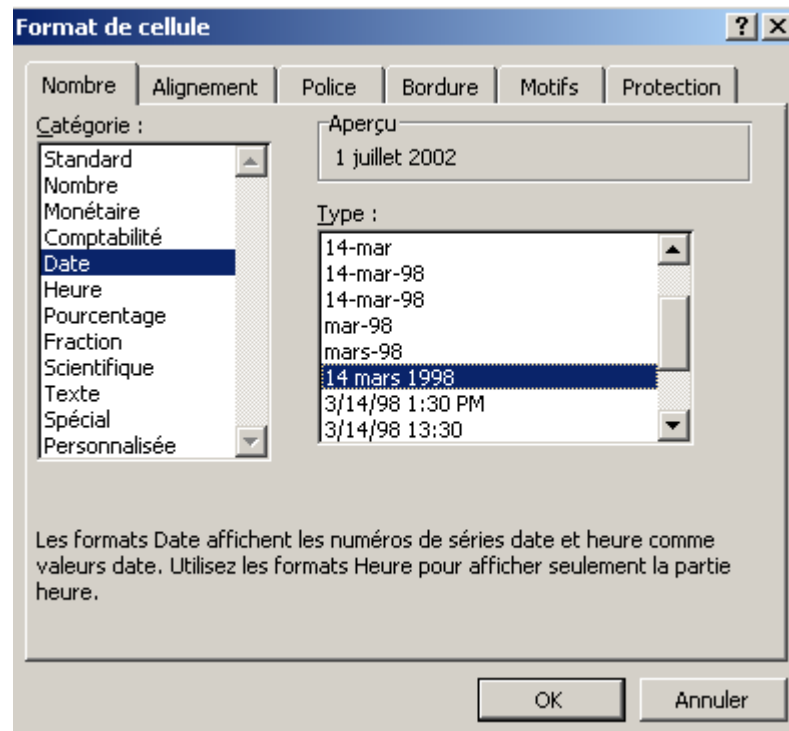 Format de cellule
Nombre Alignement Police Bordure Motifs Protection
Catégorie :
Standard
Nombre
Monétaire
Comptabilité
Date
Heure
Pourcentage
Fraction
Scientifique
Texte
Spécial
Personnalisée
Aperçu
1 juillet 2002
Type :
14-mar
14-mar-98
14-mar-98
mar-98
mars-98
14 mars 1998
3/14/98 1:30 PM
3/14/98 13:30
Les formats Date affichent les numéros de séries date et heure comme
valeurs date. Utilisez les formats Heure pour afficher seulement la partie
heure.
OK Annuler